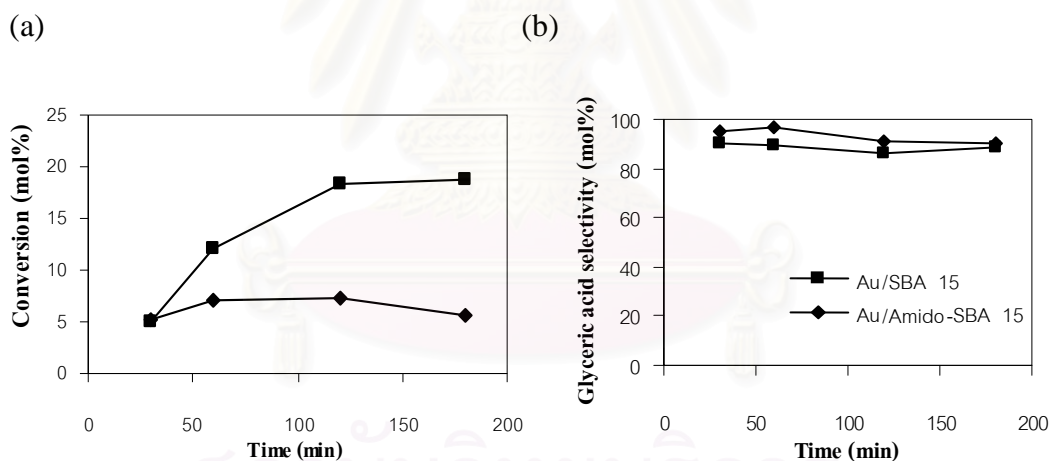 (a)
(b)
Conversion (mol%)
25
20
15
10
5
0
0 50 100 150 200
Time (min)
Glyceric acid selectivity (mol%)
100
80
60
40
20
0
Au/SBA 15
Au/Amido-SBA 15
0 50 100 150 200
Time (min)